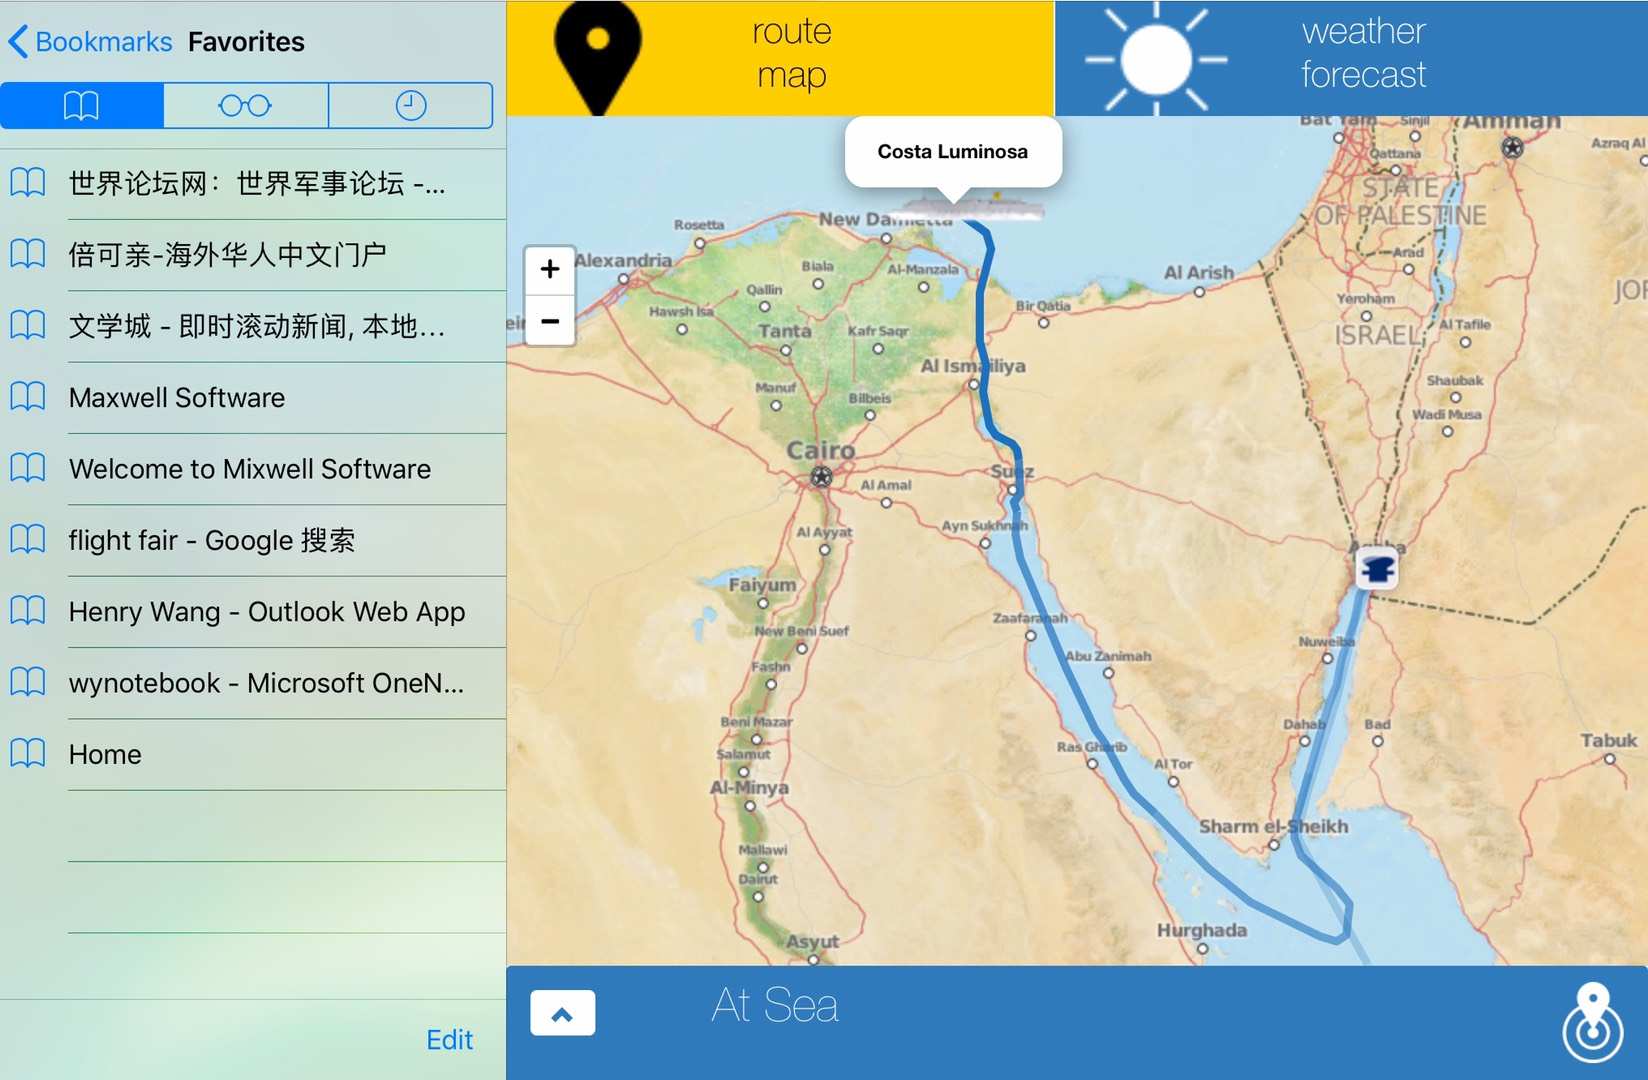 Bookmarks Favorites
世界论坛网：世界军事论坛 -...
倍可亲-海外华人中文门户
文学城 - 即时滚动新闻, 本地...
Maxwell Software
Welcome to Mixwell Software
flight fair - Google 搜索
Henry Wang - Outlook Web App
wynotebook - Microsoft OneN...
Home
Edit
route
map
weather
forecast
Costa Luminosa
+
−
Bat Yam
Sinjil
Amman
Azraq Al
Qattana
STATE
OF PALESTINE
Rosetta
New Damietta
Alexandria
Biala
Al-Manzala
Al Arish
Arad
Qallin
Hawsh Isa
Bir Qatia
Yeroham
Tanta
Kafr Saqr
ISRAEL
Al Tafile
Al Ismailiya
Manuf
Bilbeis
Shaubak
Wadi Musa
Cairo
Suez
Al Amal
Ayn Sukhnah
Al Ayyat
Aqaba
Faiyum
Zaafaranah
New Beni Suef
Nuweiba
Abu Zanimah
Fashn
Beni Mazar
Dahab
Bad
Tabuk
Salamut
Ras Gharib
Al Tor
Al-Minya
Sharm el-Sheikh
Mallawi
Dairut
Hurghada
Asyut
At Sea